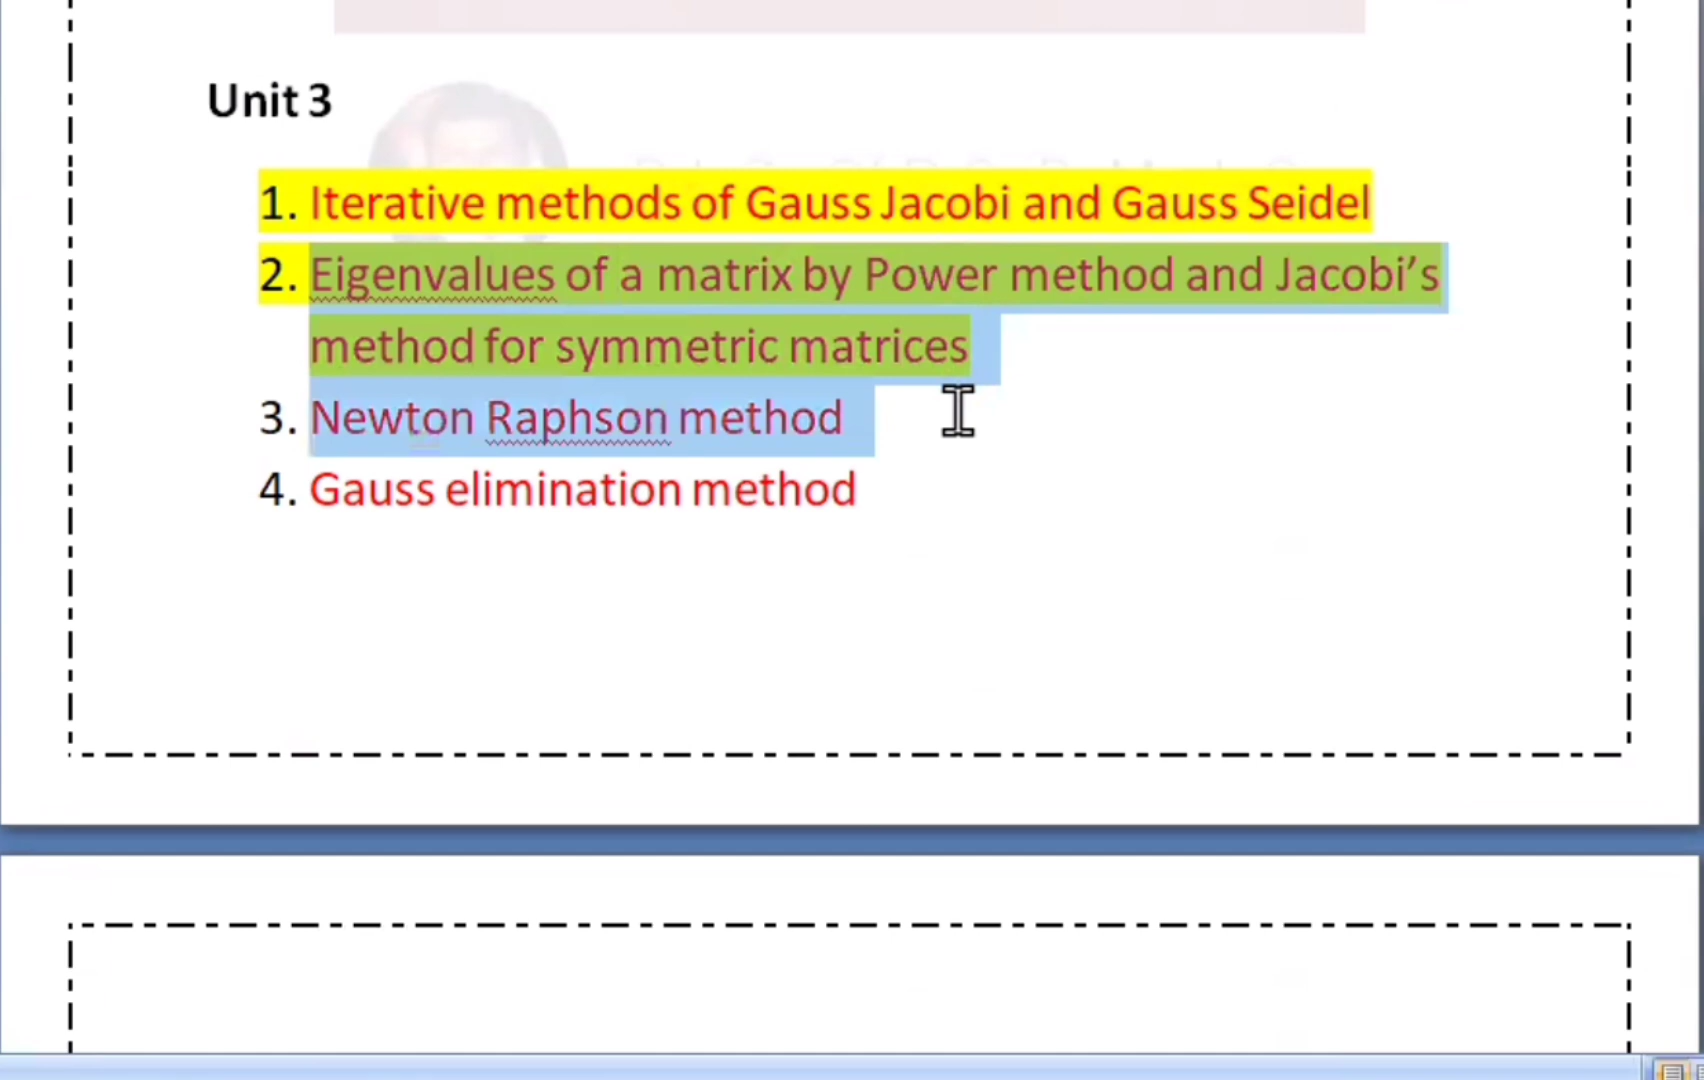 Unit 3
1. Iterative methods of Gauss Jacobi and Gauss Seidel
2. Eigenvalues of a matrix by Power method and Jacobi’s
method for symmetric matrices
3. Newton Raphson method
4. Gauss elimination method